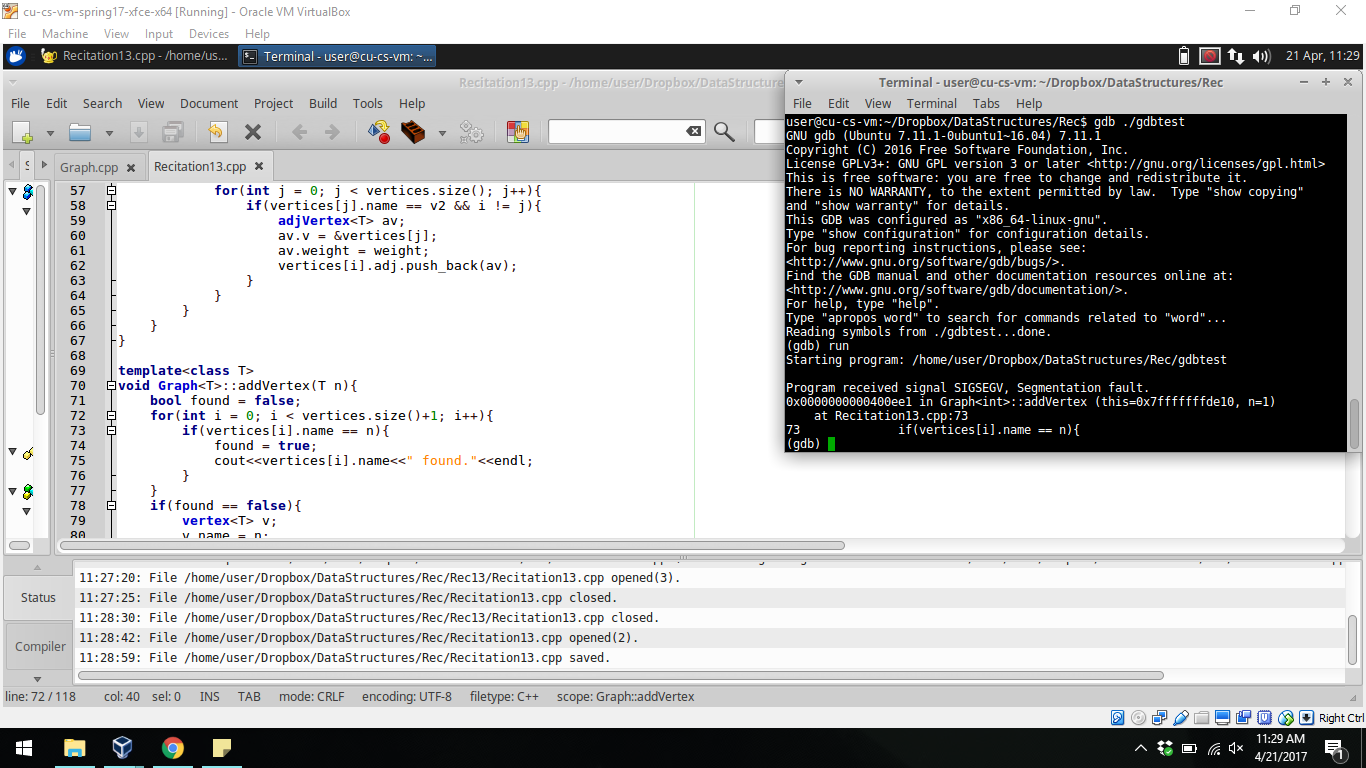 cu-cs-vm-spring17-xfce-x64 [Running] - Oracle VM VirtualBox
File Machine View Input Devices Help
Recitation13.cpp - /home/us...
Terminal - user@cu-cs-vm: ~...
21 Apr, 11:29
Recitation13.cpp - /home/user/Dropbox/DataStructures
File Edit Search View Document Project Build Tools Help
Graph.cpp
Recitation13.cpp
57 for(int j = 0; j < vertices.size(); j++){
58 if(vertices[j].name == v2 && i != j){
59 adjVertex<T> av;
60 av.v = &vertices[j];
61 av.weight = weight;
62 vertices[i].adj.push_back(av);
63 }
64 }
65 }
66 }
67 }
68
69 template<class T>
70 void Graph<T>::addVertex(T n){
71 bool found = false;
72 for(int i = 0; i < vertices.size()+1; i++){
73 if(vertices[i].name == n){
74 found = true;
75 cout<<vertices[i].name<<" found."<<endl;
76 }
77 }
78 if(found == false){
79 vertex<T> v;
80 v.name = n;
Terminal - user@cu-cs-vm: ~/Dropbox/DataStructures/Rec
File Edit View Terminal Tabs Help
user@cu-cs-vm:~/Dropbox/DataStructures/Rec$ gdb ./gdbtest
GNU gdb (Ubuntu 7.11.1-0ubuntu1~16.04) 7.11.1
Copyright (C) 2016 Free Software Foundation, Inc.
License GPLv3+: GNU GPL version 3 or later <http://gnu.org/licenses/gpl.html>
This is free software: you are free to change and redistribute it.
There is NO WARRANTY, to the extent permitted by law.  Type "show copying"
and "show warranty" for details.
This GDB was configured as "x86_64-linux-gnu".
Type "show configuration" for configuration details.
For bug reporting instructions, please see:
<http://www.gnu.org/software/gdb/bugs/>.
Find the GDB manual and other documentation resources online at:
<http://www.gnu.org/software/gdb/documentation/>.
For help, type "help".
Type "apropos word" to search for commands related to "word"...
Reading symbols from ./gdbtest...done.
(gdb) run
Starting program: /home/user/Dropbox/DataStructures/Rec/gdbtest
Program received signal SIGSEGV, Segmentation fault.
0x0000000000400ee1 in Graph<int>::addVertex (this=0x7fffffffde10, n=1)
at Recitation13.cpp:73
73 if(vertices[i].name == n){
(gdb)
Status
Compiler
11:27:20: File /home/user/Dropbox/DataStructures/Rec/Rec13/Recitation13.cpp opened(3).
11:27:25: File /home/user/Dropbox/DataStructures/Rec/Recitation13.cpp closed.
11:28:30: File /home/user/Dropbox/DataStructures/Rec/Rec13/Recitation13.cpp closed.
11:28:42: File /home/user/Dropbox/DataStructures/Rec/Recitation13.cpp opened(2).
11:28:59: File /home/user/Dropbox/DataStructures/Rec/Recitation13.cpp saved.
line: 72 / 118 col: 40 sel: 0 INS TAB mode: CRLF encoding: UTF-8 filetype: C++ scope: Graph::addVertex
Right Ctrl
11:29 AM
4/21/2017
1